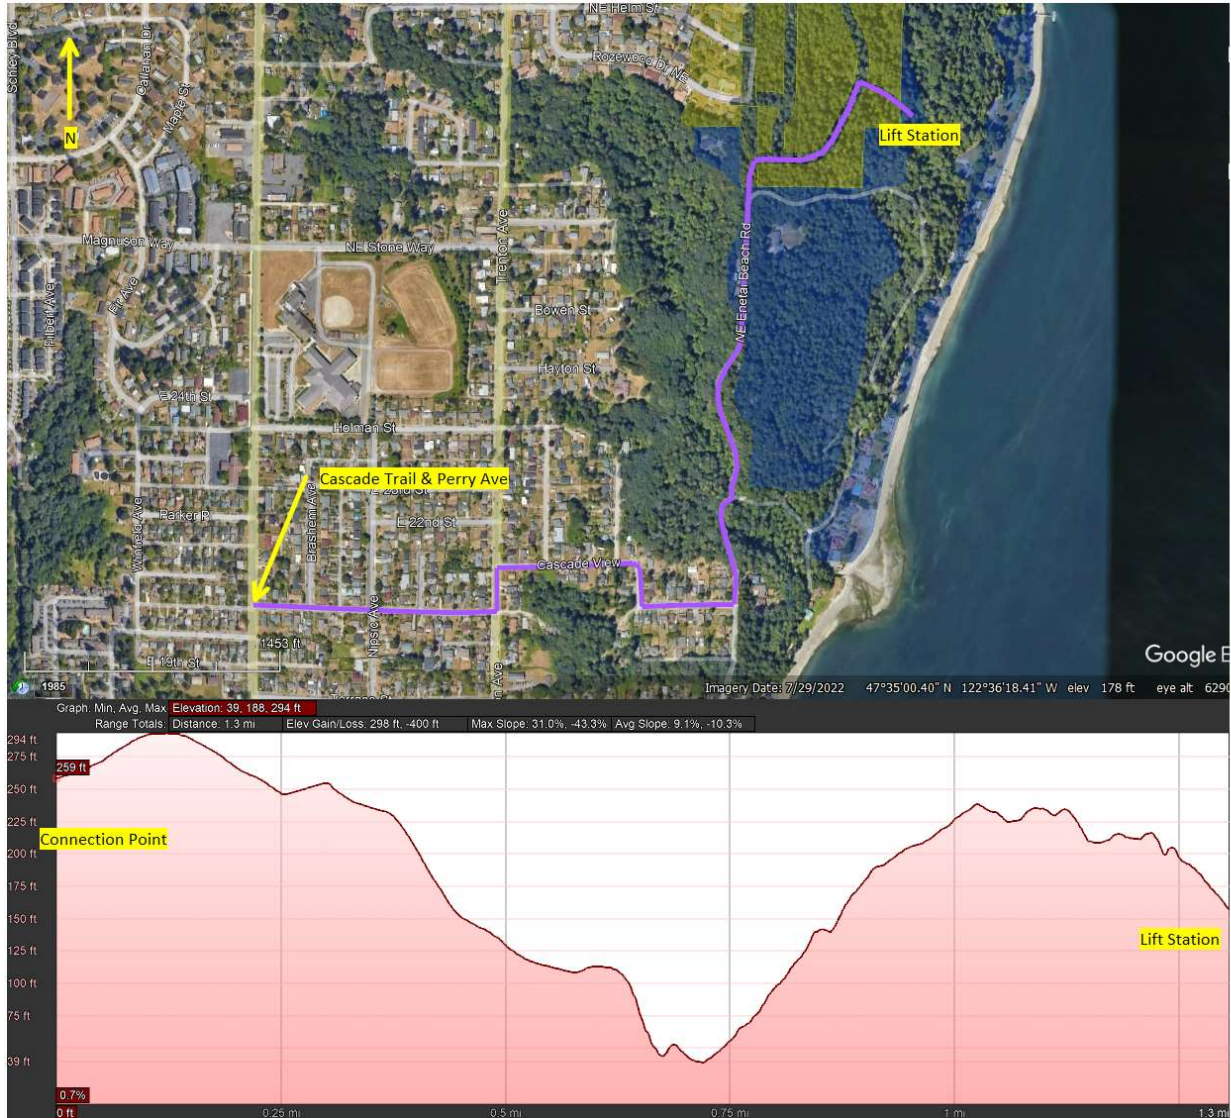 NE Helm St
Schley Blvd
Callahan Dr
Maple St
Rozewood Dr NE
N
Lift Station
Magnuson Way
NE Stone Way
Trenton Ave
NE Enetai Beach Rd
Filbert Ave
Fir Ave
Bowen St
Hayton St
E 24th St
Holman St
Cascade Trail & Perry Ave
E 23rd St
Parker Pl
E 22nd St
Winfield Ave
Brashem Ave
Cascade View
Nipsic Ave
1453 ft
E 19th St
n Ave
Google E
1985
Imagery Date: 7/29/2022 47°35'00.40" N 122°36'18.41" W elev 178 ft eye alt 6290
Graph: Min, Avg, Max Elevation: 39, 188, 294 ft
Range Totals: Distance: 1.3 mi Elev Gain/Loss: 298 ft, -400 ft Max Slope: 31.0%, -43.3% Avg Slope: 9.1%, -10.3%
294 ft
275 ft
259 ft
250 ft
225 ft
Connection Point
200 ft
175 ft
150 ft
Lift Station
125 ft
100 ft
75 ft
39 ft
0.7%
0 ft 0.25 mi 0.5 mi 0.75 mi 1 mi 1.3 mi